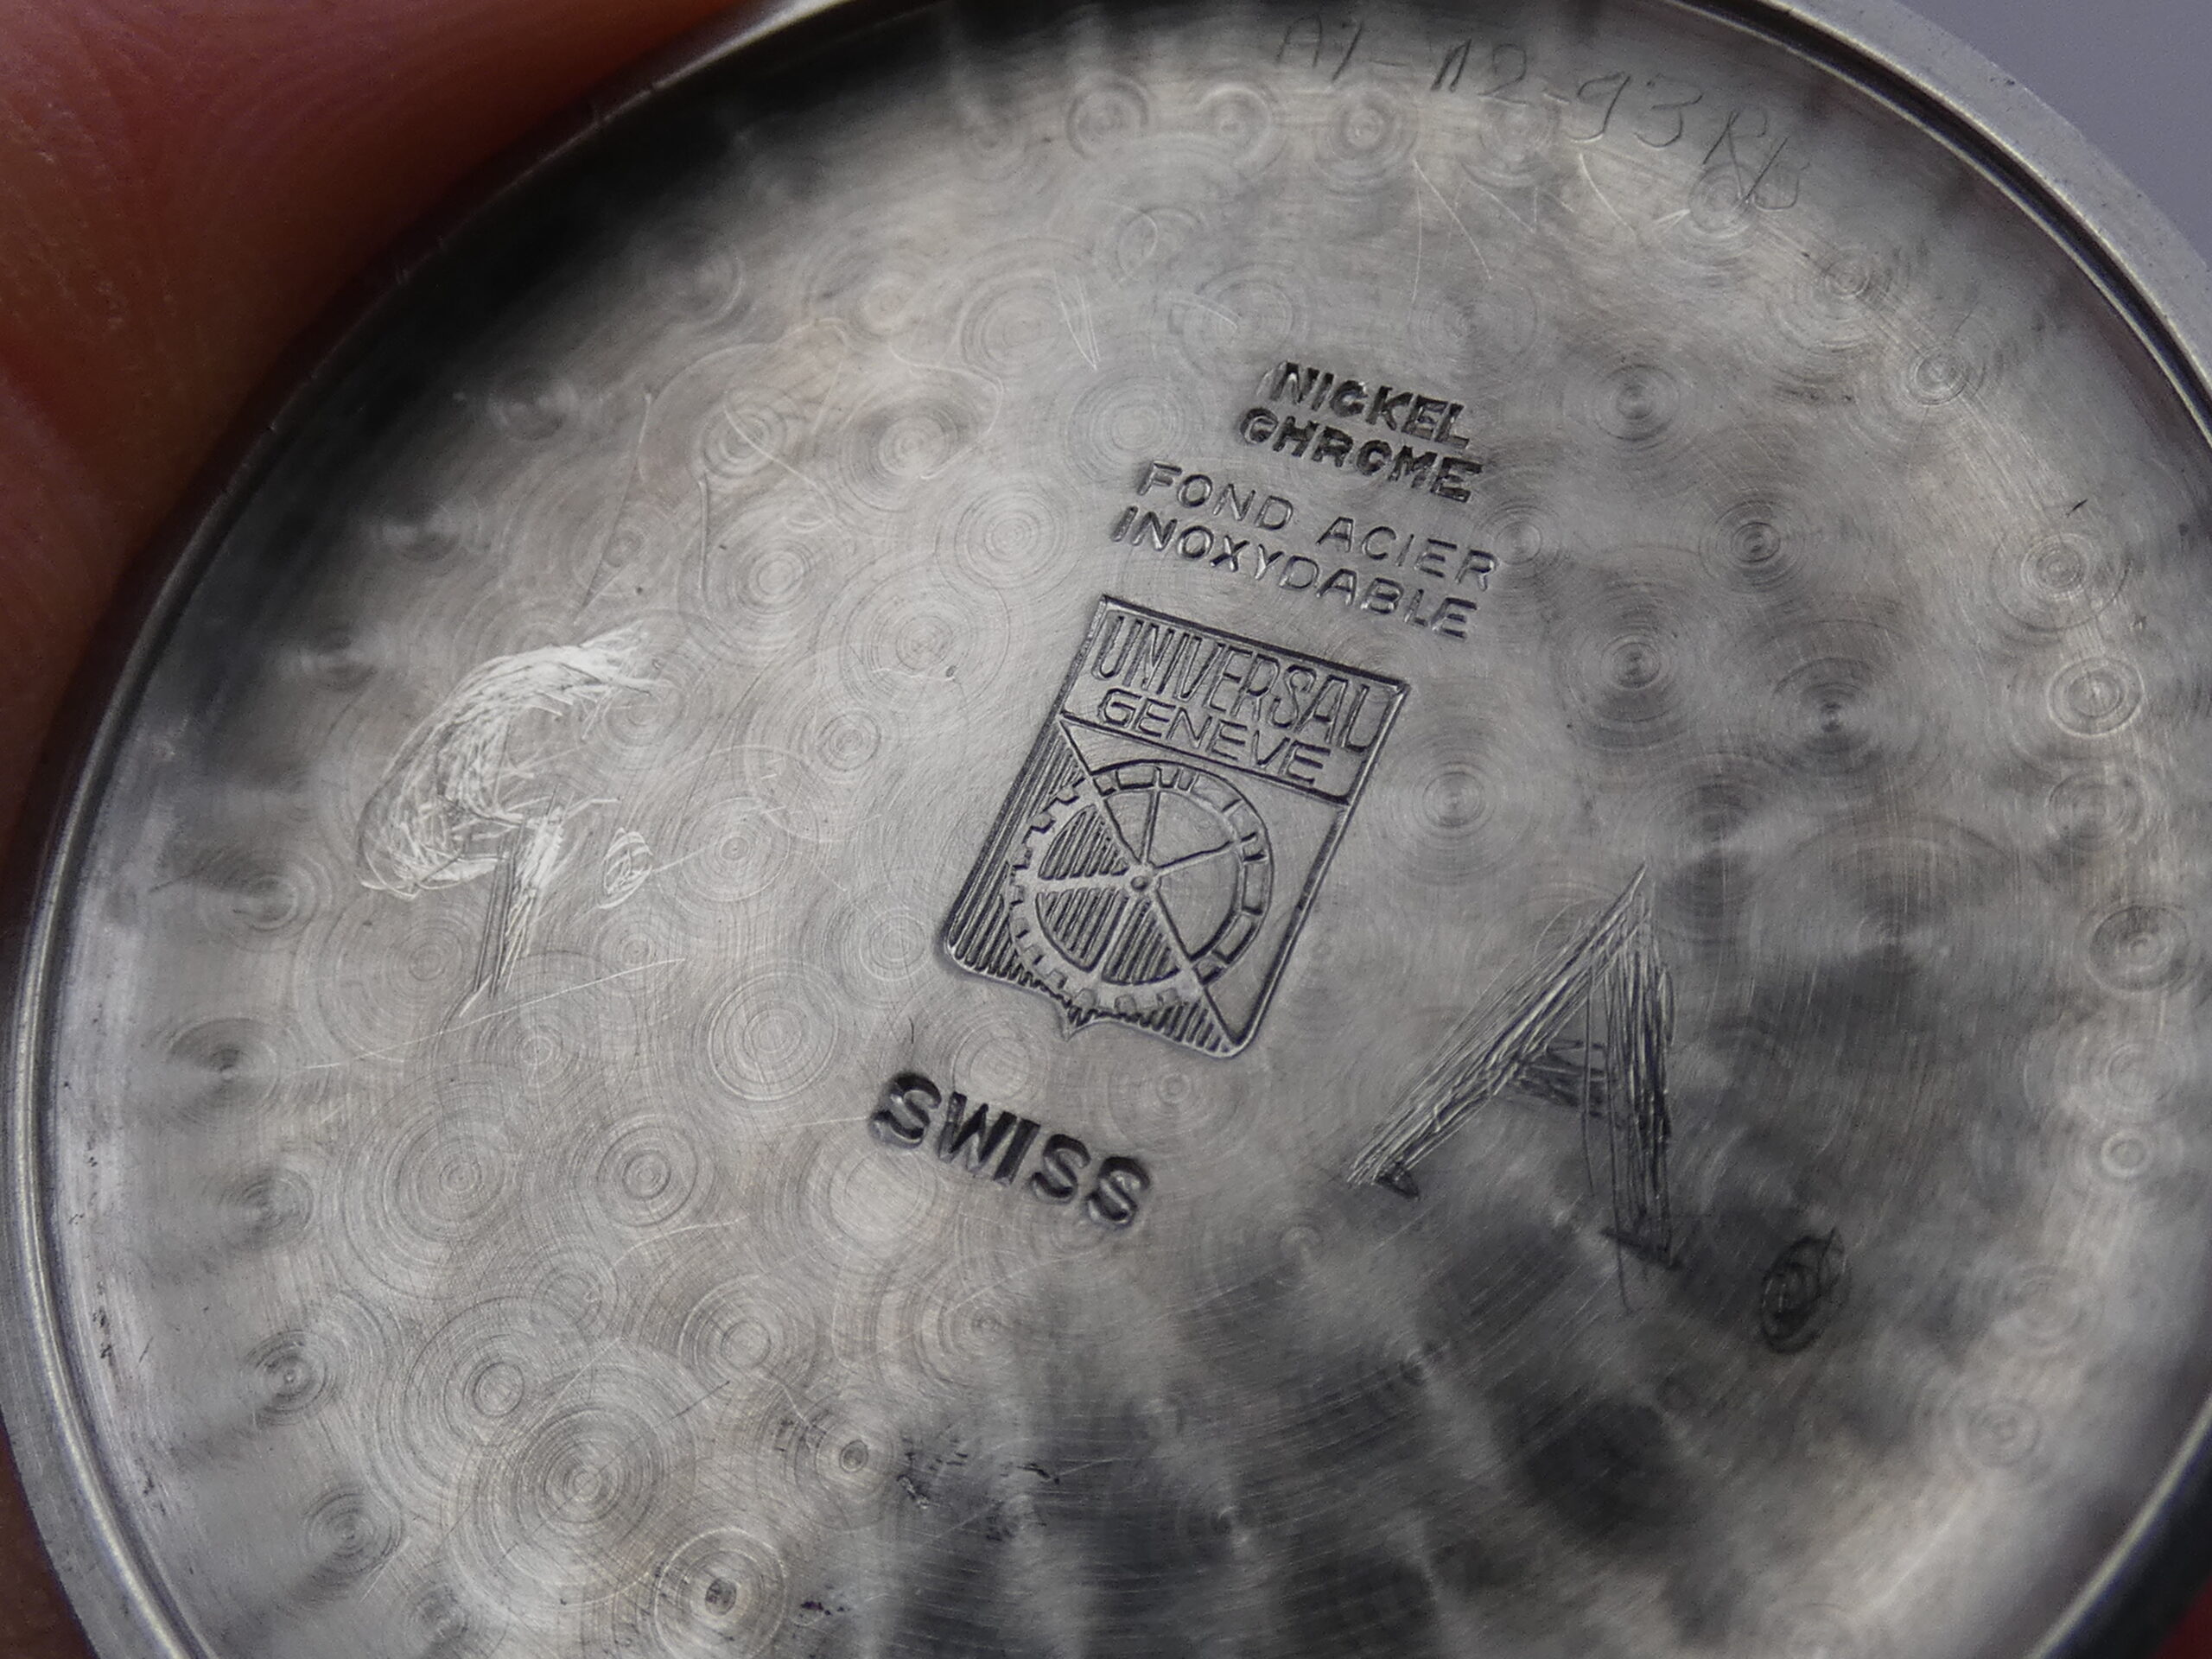 NICKEL
CHROME
FOND ACIER
INOXYDABLE
UNIVERSAL
GENEVE
SWISS
G.
A.